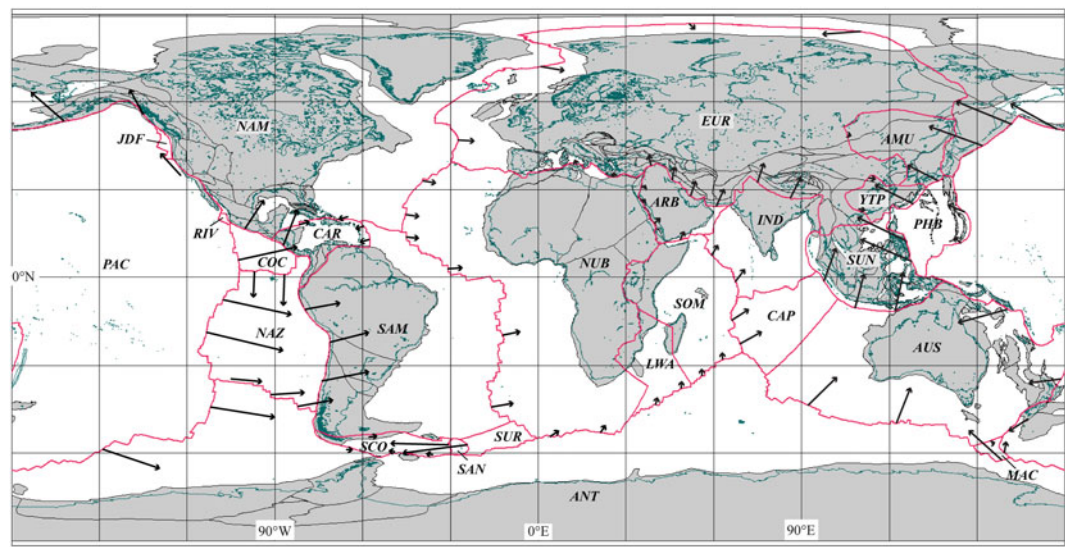 NAM
EUR
AMU
JDF
ARB
IND
YTP
PHB
RIV
CAR
PAC
COC
NUB
SUN
0°N
SOM
NAZ
CAP
SAM
AUS
LWA
SUR
SCO
SAN
MAC
ANT
90°W
0°E
90°E